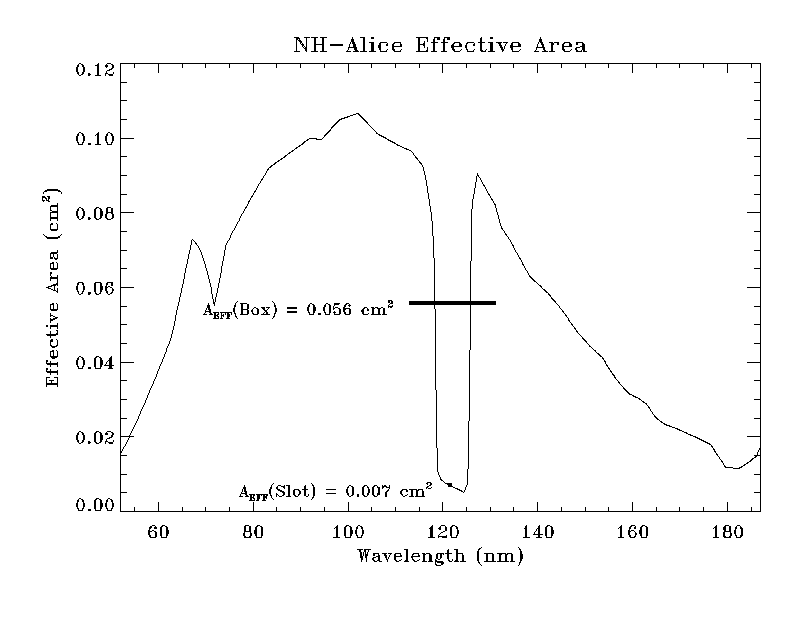 NH-Alice Effective Area
0.12
0.10
0.08
0.06
0.04
0.02
0.00
Effective Area (cm²)
A_EFF(Box) = 0.056 cm²
A_EFF(Slot) = 0.007 cm²
60 80 100 120 140 160 180
Wavelength (nm)